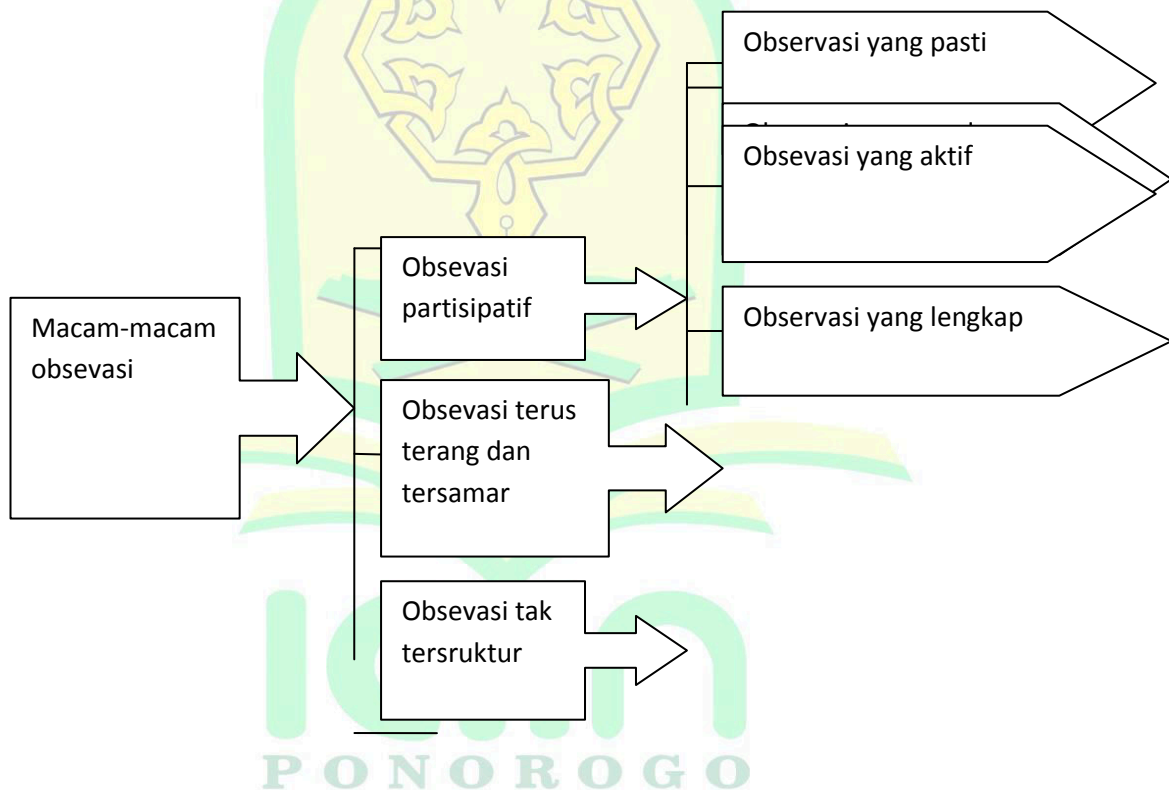 Observasi yang pasti
Obsevasi yang aktif
Observasi yang lengkap
Obsevasi
partisipatif
Macam-macam
obsevasi
Obsevasi terus
terang dan
tersamar
Obsevasi tak
tersruktur
PONOROGO